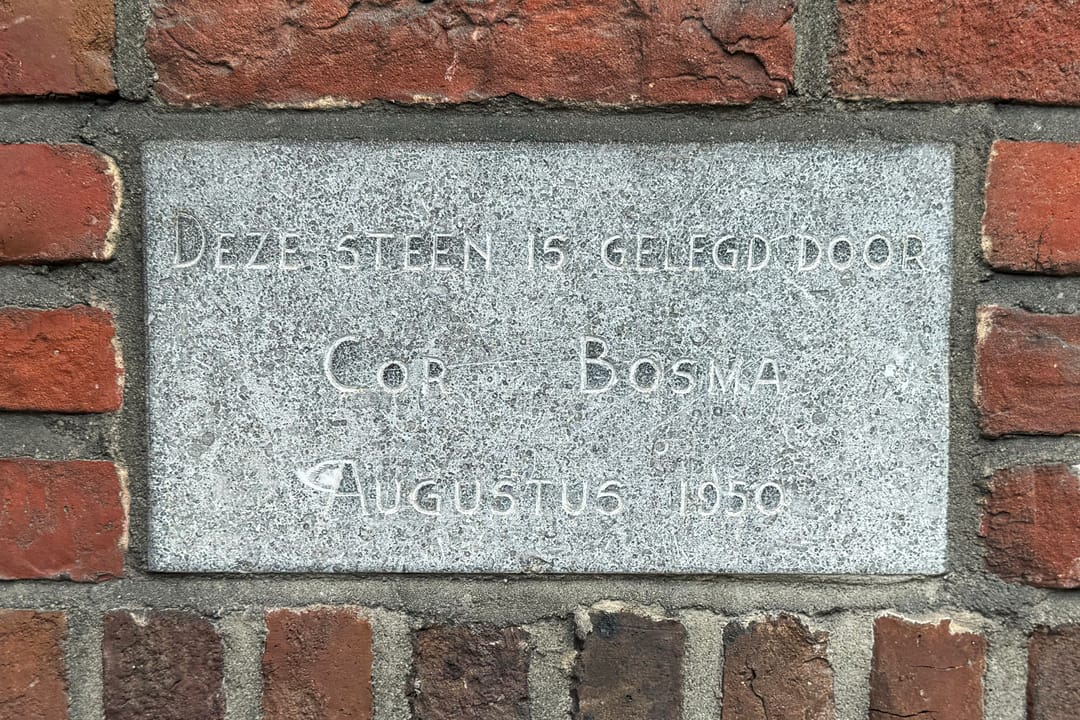 DEZE STEEN IS GELEGD DOOR
COR BOSMA
AUGUSTUS 1950